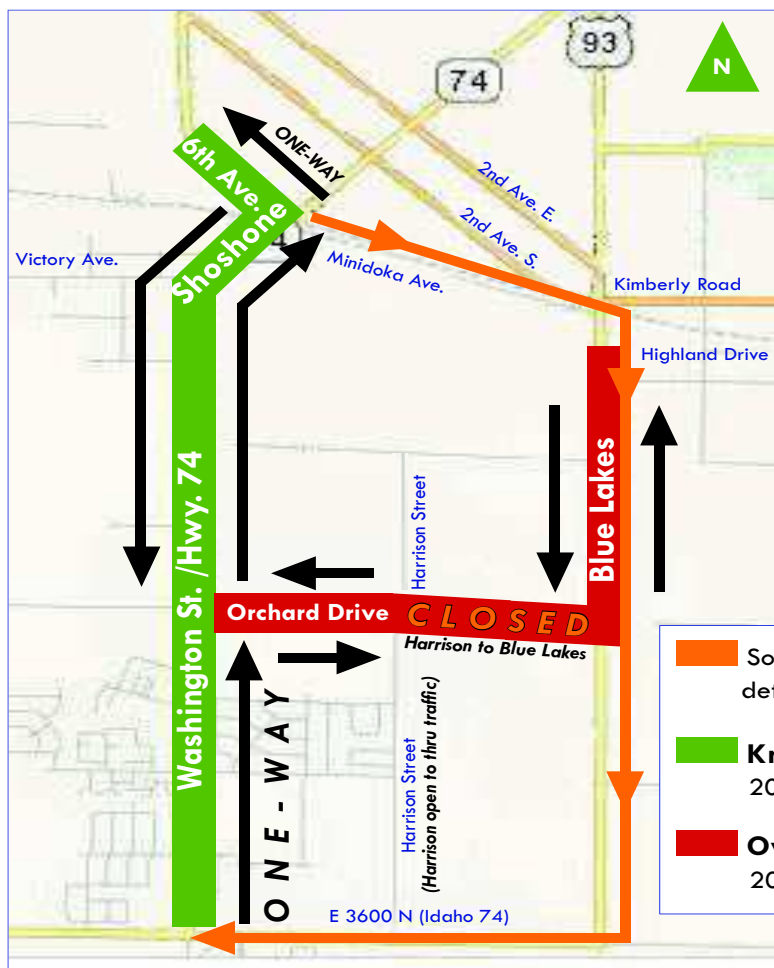 93
N
74
ONE-WAY
6th Ave.
2nd Ave. E.
2nd Ave. S.
Shoshone
4
Victory Ave.
Minidoka Ave.
Kimberly Road
Highland Drive
Washington St. /Hwy. 74
Blue Lakes
Harrison Street
Orchard Drive
CLOSED
Harrison to Blue Lakes
ONE-WAY
Harrison Street
(Harrison open to thru traffic)
E 3600 N (Idaho 74)
So
det
Kr
20
Ov
20